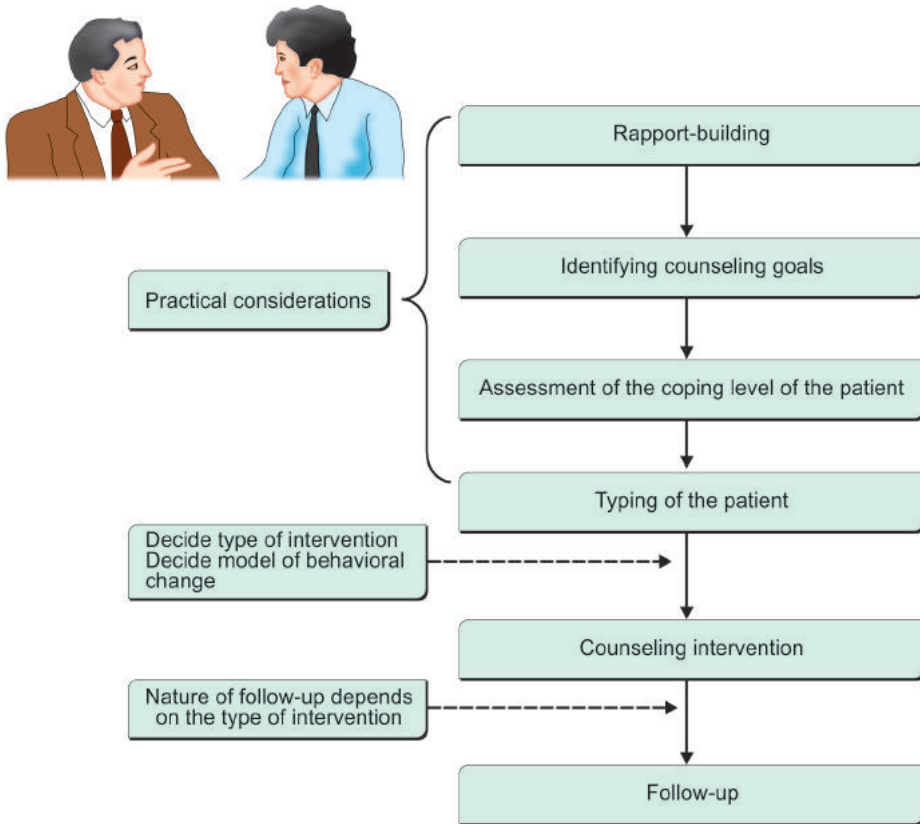 Rapport-building
Identifying counseling goals
Practical considerations
Assessment of the coping level of the patient
Typing of the patient
Decide type of intervention
Decide model of behavioral
change
Counseling intervention
Nature of follow-up depends
on the type of intervention
Follow-up